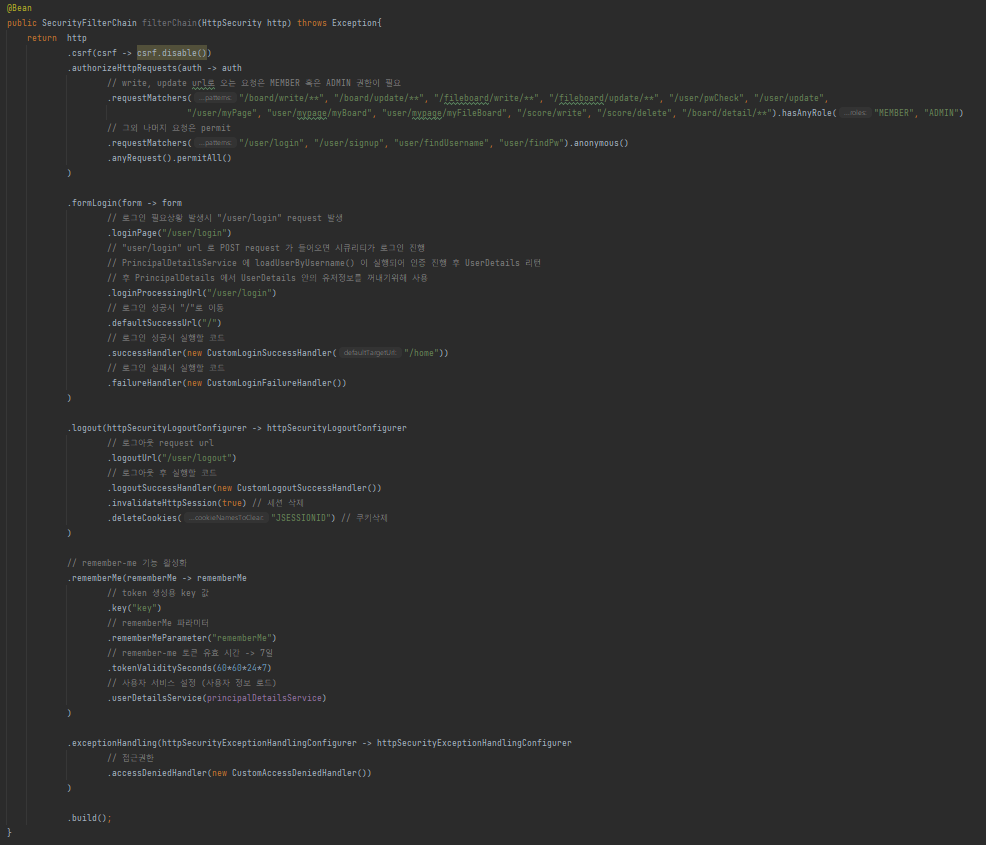 @Bean
public SecurityFilterChain filterChain(HttpSecurity http) throws Exception{
return http
.csrf(csrf -> csrf.disable())
.authorizeHttpRequests(auth -> auth
// write, update url로 오는 요청은 MEMBER 혹은 ADMIN 권한이 필요
.requestMatchers( ...patterns: "/board/write/**", "/board/update/**", "/fileboard/write/**", "/fileboard/update/**", "/user/pwCheck", "/user/update",
"/user/myPage", "user/mypage/myBoard", "user/mypage/myFileBoard", "/score/write", "/score/delete", "/board/detail/**").hasAnyRole( ...roles: "MEMBER", "ADMIN")
// 그외 나머지 요청은 permit
.requestMatchers( ...patterns: "/user/login", "/user/signup", "user/findUsername", "user/findPw").anonymous()
.anyRequest().permitAll()
)
.formLogin(form -> form
// 로그인 필요상황 발생시 "/user/login" request 발생
.loginPage("/user/login")
// "user/login" url 로 POST request 가 들어오면 시큐리티가 로그인 진행
// PrincipalDetailsService 에 loadUserByUsername() 이 실행되어 인증 진행 후 UserDetails 리턴
// 후 PrincipalDetails 에서 UserDetails 안의 유저정보를 꺼내기위해 사용
.loginProcessingUrl("/user/login")
// 로그인 성공시 "/"로 이동
.defaultSuccessUrl("/")
// 로그인 성공시 실행할 코드
.successHandler(new CustomLoginSuccessHandler( defaultTargetUrl: "/home"))
// 로그인 실패시 실행할 코드
.failureHandler(new CustomLoginFailureHandler())
)
.logout(httpSecurityLogoutConfigurer -> httpSecurityLogoutConfigurer
// 로그아웃 request url
.logoutUrl("/user/logout")
// 로그아웃 후 실행할 코드
.logoutSuccessHandler(new CustomLogoutSuccessHandler())
.invalidateHttpSession(true) // 세션 삭제
.deleteCookies( ...cookieNamesToClear: "JSESSIONID") // 쿠키삭제
)
// remember-me 기능 활성화
.rememberMe(rememberMe -> rememberMe
// token 생성용 key 값
.key("key")
// rememberMe 파라미터
.rememberMeParameter("rememberMe")
// remember-me 토큰 유효 시간 -> 7일
.tokenValiditySeconds(60*60*24*7)
// 사용자 서비스 설정 (사용자 정보 로드)
.userDetailsService(principalDetailsService)
)
.exceptionHandling(httpSecurityExceptionHandlingConfigurer -> httpSecurityExceptionHandlingConfigurer
// 접근권한
.accessDeniedHandler(new CustomAccessDeniedHandler())
)
.build();
}